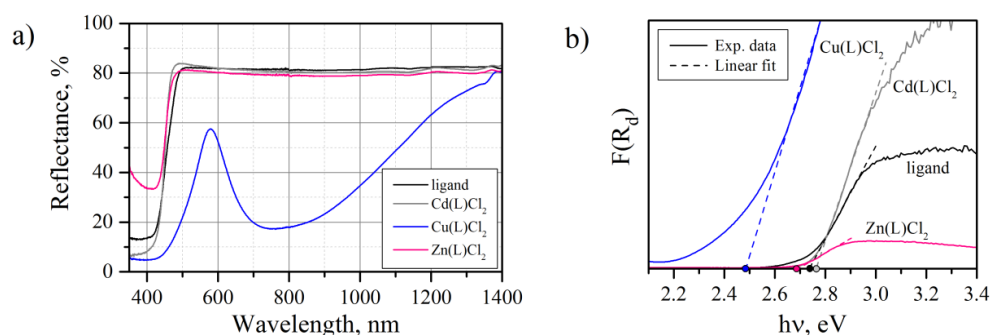 a)
Reflectance, %
100
80
60
40
20
0
400 600 800 1000 1200 1400
Wavelength, nm
ligand
Cd(L)Cl₂
Cu(L)Cl₂
Zn(L)Cl₂
b)
F(R_d)
Exp. data
Linear fit
Cu(L)Cl₂
Cd(L)Cl₂
ligand
Zn(L)Cl₂
2.2 2.4 2.6 2.8 3.0 3.2 3.4
hν, eV